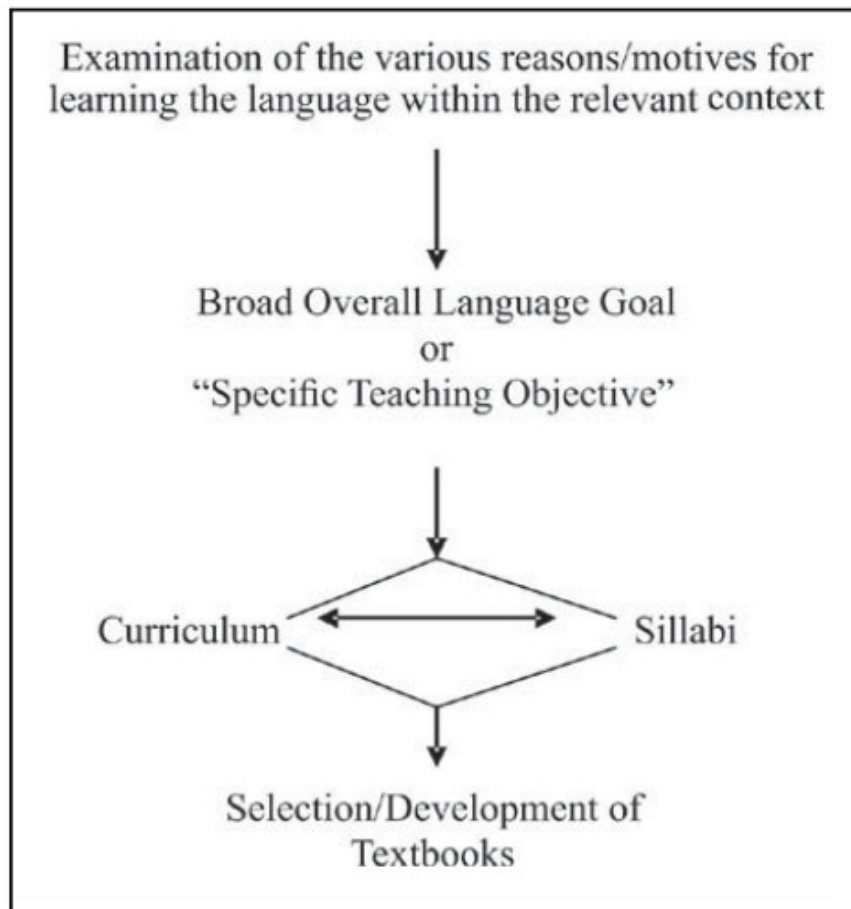 Examination of the various reasons/motives for
learning the language within the relevant context
Broad Overall Language Goal
or
“Specific Teaching Objective”
Curriculum
Sillabi
Selection/Development of
Textbooks